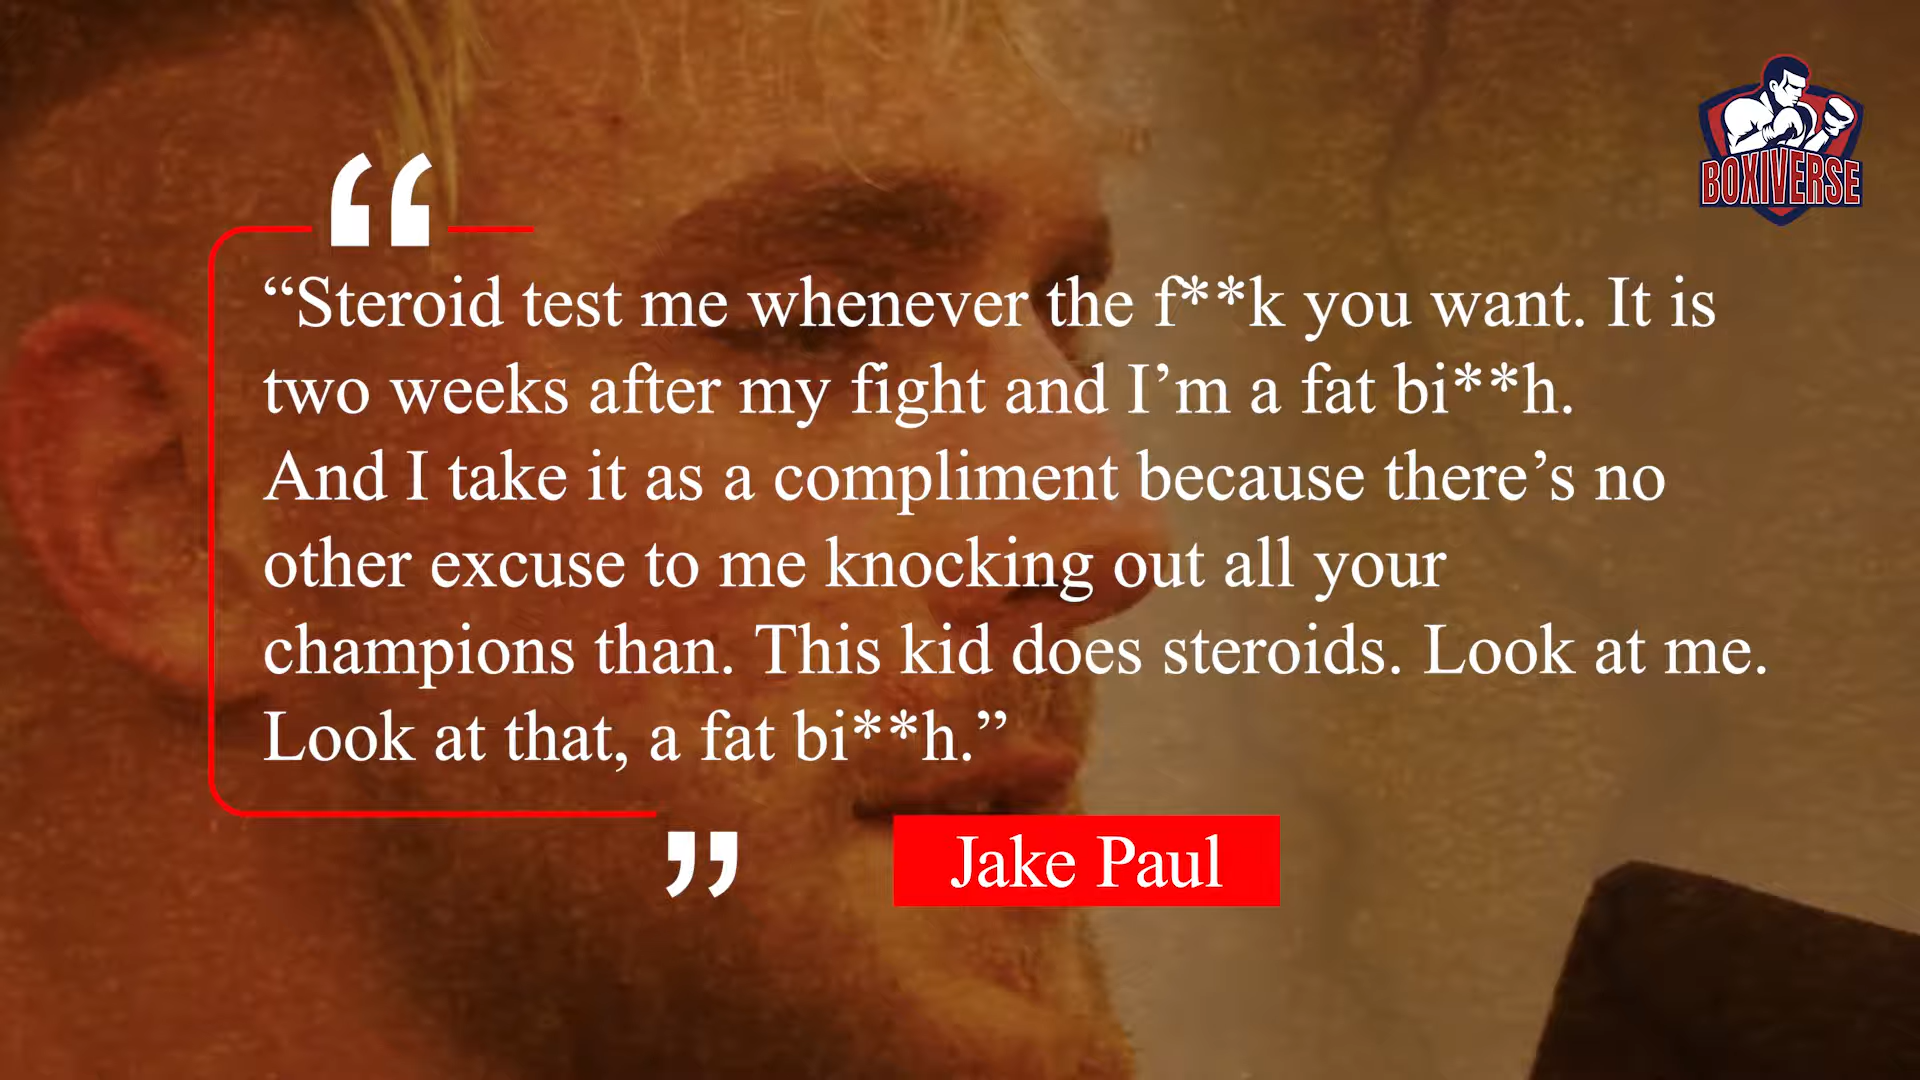 BOXIVERSE
“
“Steroid test me whenever the f**k you want. It is
two weeks after my fight and I’m a fat bi**h.
And I take it as a compliment because there’s no
other excuse to me knocking out all your
champions than. This kid does steroids. Look at me.
Look at that, a fat bi**h.”
”
Jake Paul